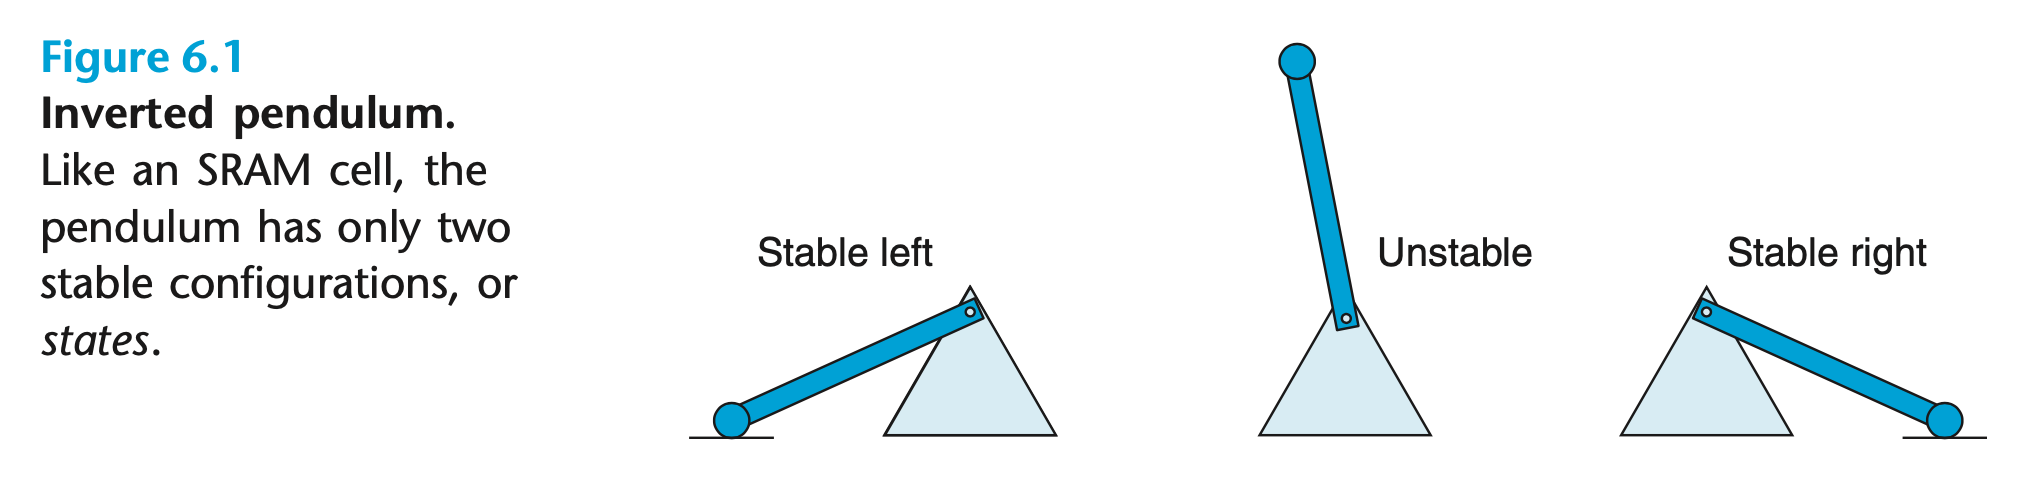 Figure 6.1
Inverted pendulum.
Like an SRAM cell, the
pendulum has only two
stable configurations, or
states.
Stable left
Unstable
Stable right